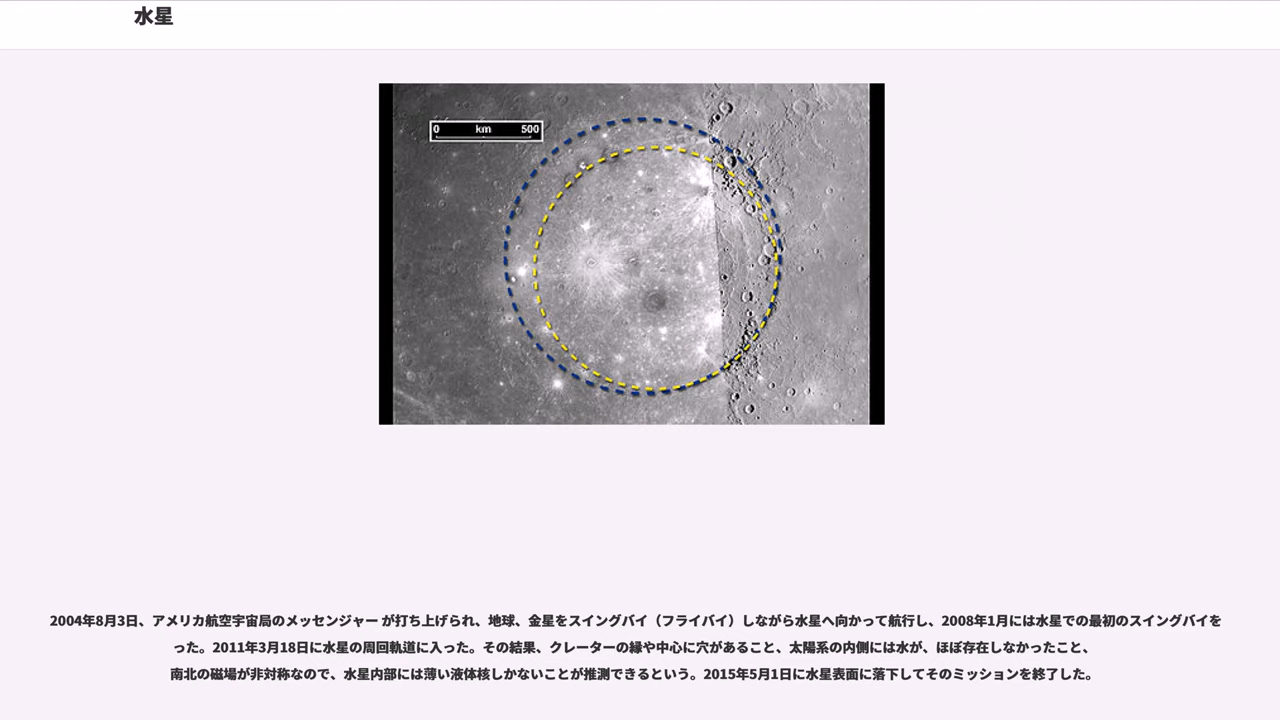 水星
0 km 500
2004年8月3日、アメリカ航空宇宙局のメッセンジャー が打ち上げられ、地球、金星をスイングバイ（フライバイ）しながら水星へ向かって航行し、2008年1月には水星での最初のスイングバイを
った。2011年3月18日に水星の周回軌道に入った。その結果、クレーターの縁や中心に穴があること、太陽系の内側には水が、ほぼ存在しなかったこと、
南北の磁場が非対称なので、水星内部には薄い液体核しかないことが推測できるという。2015年5月1日に水星表面に落下してそのミッションを終了した。